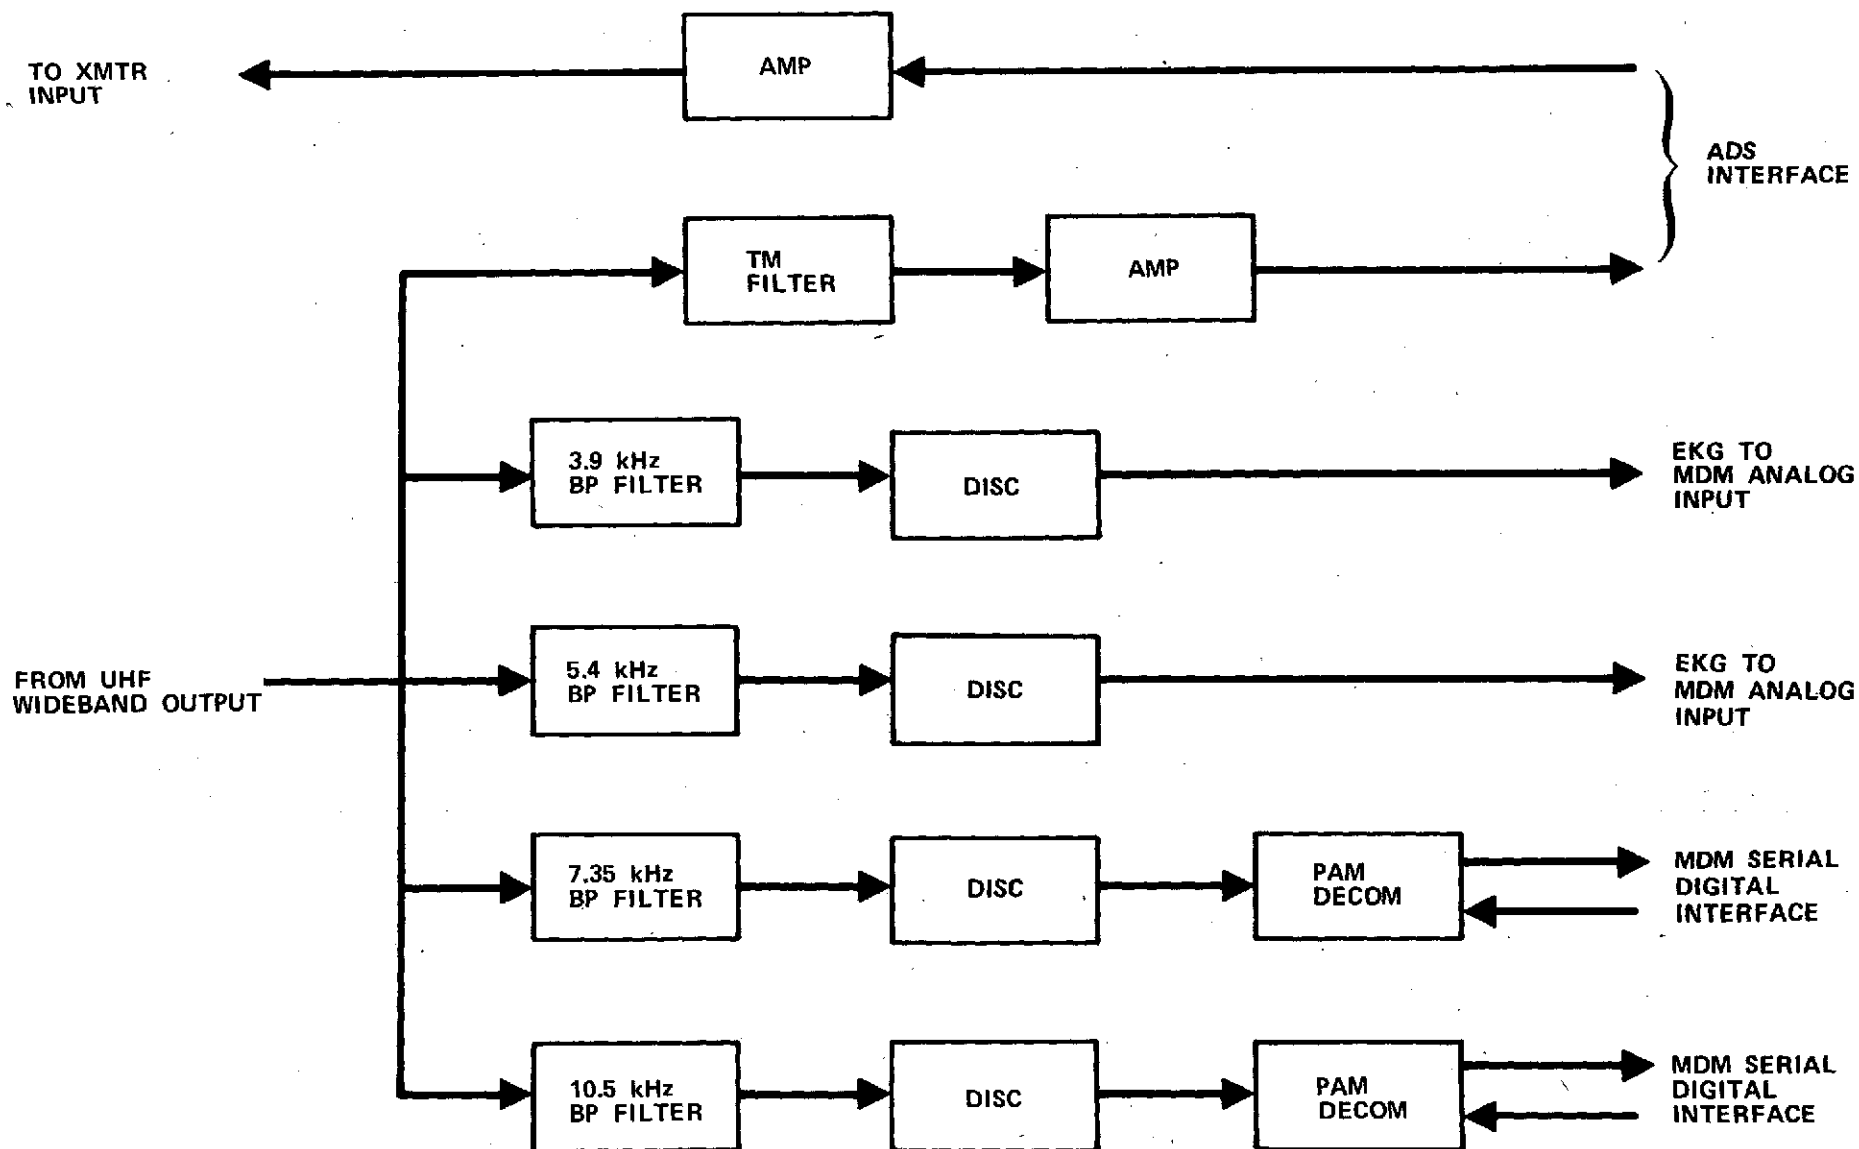 TO XMTR
INPUT
AMP
ADS
INTERFACE
TM
FILTER
AMP
3.9 kHz
BP FILTER
DISC
EKG TO
MDM ANALOG
INPUT
FROM UHF
WIDEBAND OUTPUT
5.4 kHz
BP FILTER
DISC
EKG TO
MDM ANALOG
INPUT
7.35 kHz
BP FILTER
DISC
PAM
DECOM
MDM SERIAL
DIGITAL
INTERFACE
10.5 kHz
BP FILTER
DISC
PAM
DECOM
MDM SERIAL
DIGITAL
INTERFACE